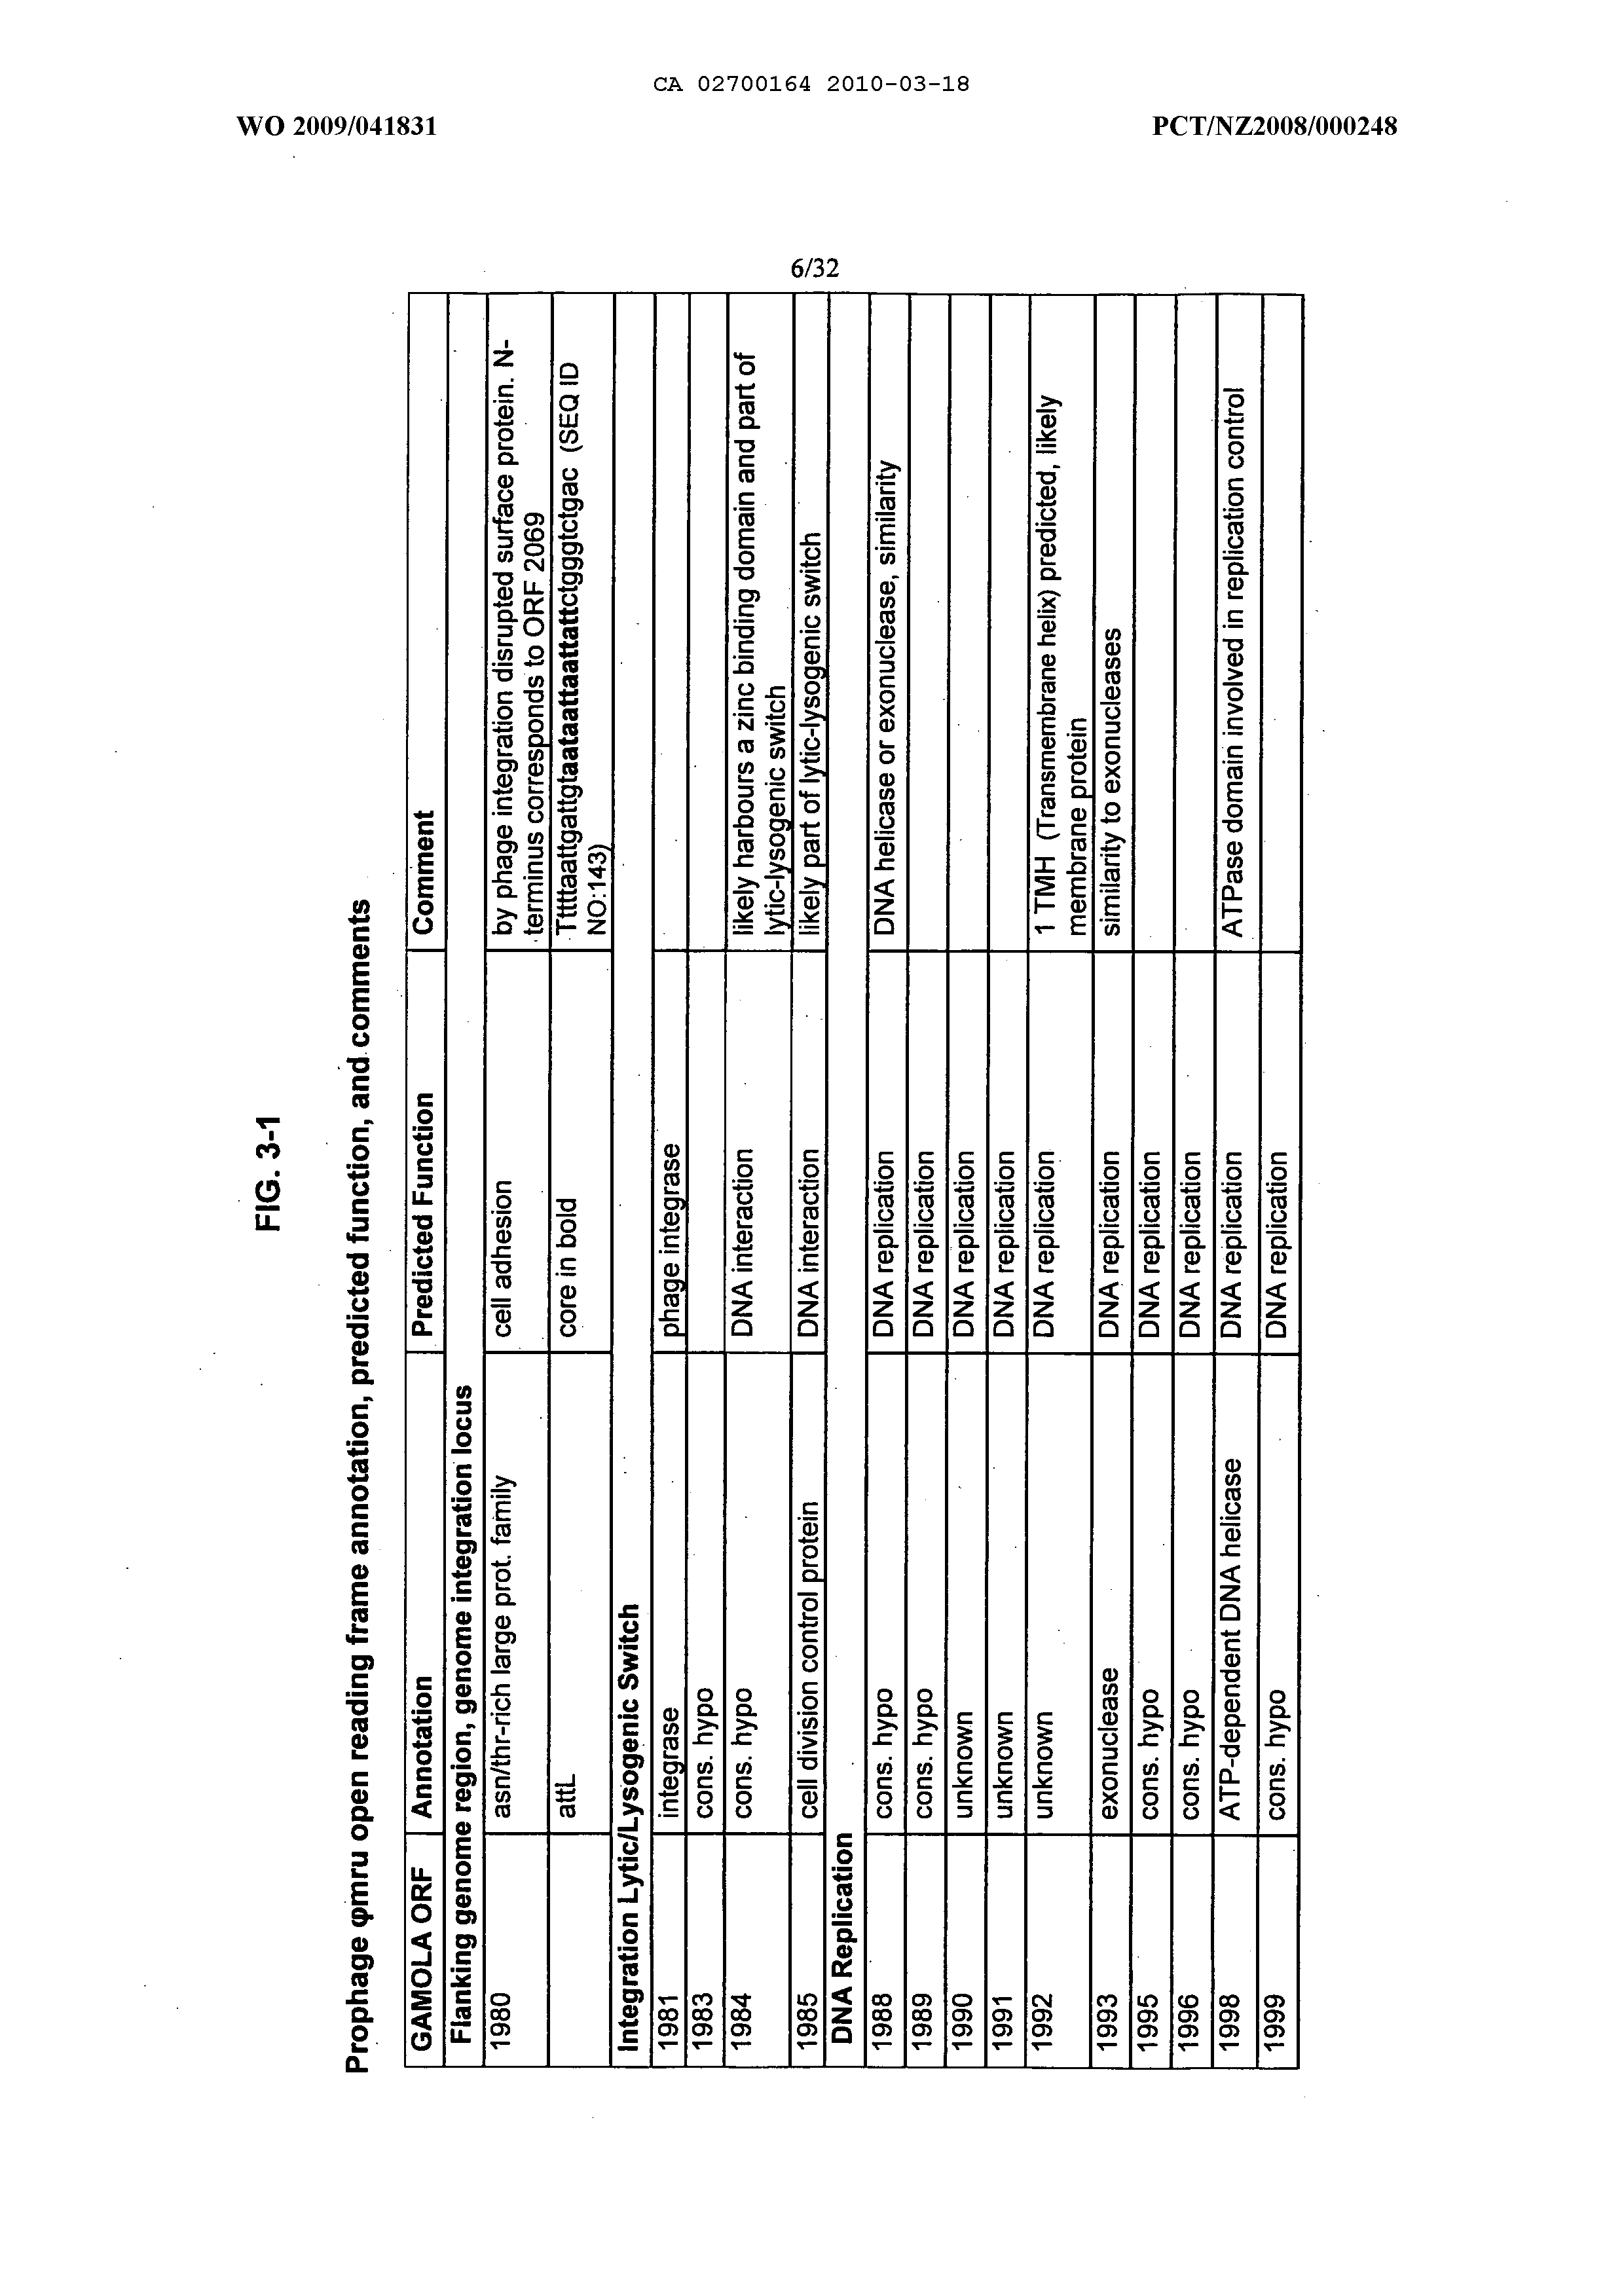 CA 02700164 2010-03-18
WO 2009/041831 PCT/NZ2008/000248
6/32
FIG. 3-1
Prophage φmru open reading frame annotation, predicted function, and comments
GAMOLA ORF Annotation Predicted Function Comment
Flanking genome region, genome integration locus
1980 asn/thr-rich large prot. family cell adhesion by phage integration disrupted surface protein. N-
terminus corresponds to ORF 2069
attL core in bold Tttttaattgattgtaataattaattattctgggtctgac (SEQ ID
NO:143)
Integration Lytic/Lysogenic Switch
1981 integrase phage integrase
1983 cons. hypo
1984 cons. hypo DNA interaction likely harbours a zinc binding domain and part of
lytic-lysogenic switch
1985 cell division control protein DNA interaction likely part of lytic-lysogenic switch
DNA Replication
1988 cons. hypo DNA replication DNA helicase or exonuclease, similarity
1989 cons. hypo DNA replication
1990 unknown DNA replication
1991 unknown DNA replication
1992 unknown DNA replication 1 TMH (Transmembrane helix) predicted, likely
membrane protein
1993 exonuclease DNA replication similarity to exonucleases
1995 cons. hypo DNA replication
1996 cons. hypo DNA replication
1998 ATP-dependent DNA helicase DNA replication ATPase domain involved in replication control
1999 cons. hypo DNA replication